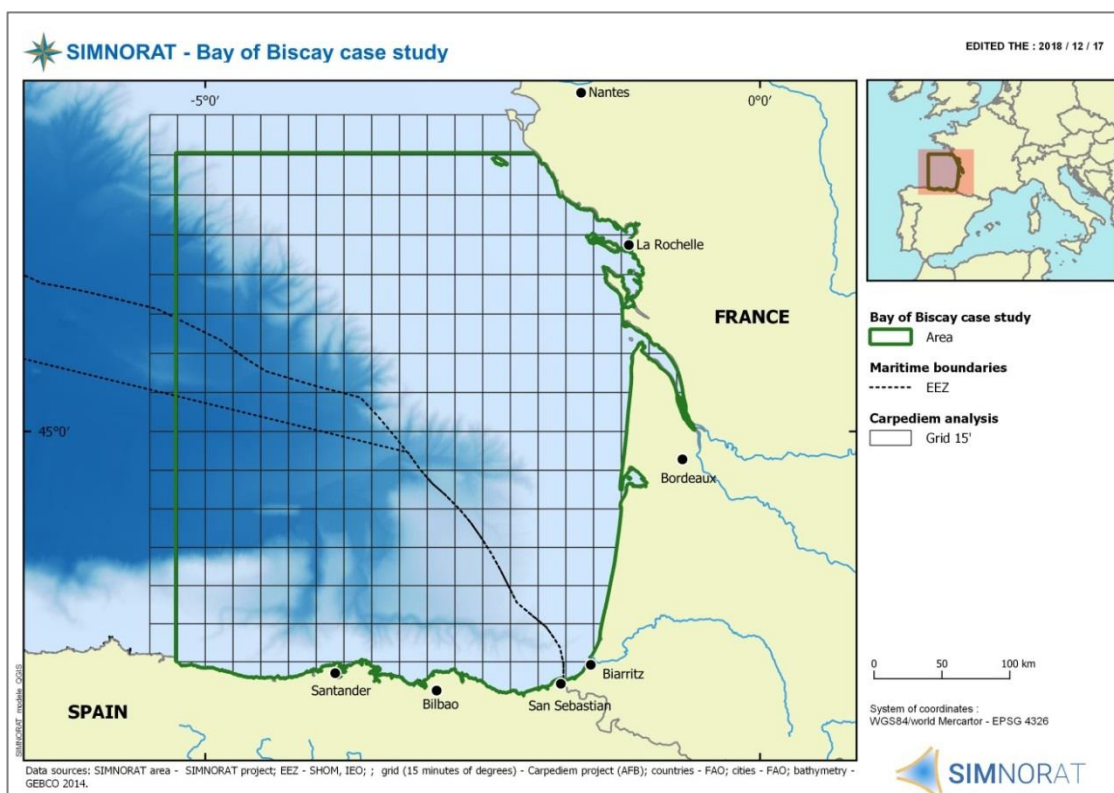 SIMNORAT - Bay of Biscay case study
EDITED THE : 2018 / 12 / 17
-5°0'
0°0'
Nantes
La Rochelle
FRANCE
45°0'
Bordeaux
Biarritz
San Sebastian
Santander
Bilbao
SPAIN
Bay of Biscay case study
Area
Maritime boundaries
EEZ
Carpediem analysis
Grid 15'
0 50 100 km
System of coordinates :
WGS84/world Mercartor - EPSG 4326
SIMNORAT
SIMNORAT_modele_QGIS
Data sources: SIMNORAT area - SIMNORAT project; EEZ - SHOM, IEO; ; grid (15 minutes of degrees) - Carpediem project (AFB); countries - FAO; cities - FAO; bathymetry -
GEBCO 2014.